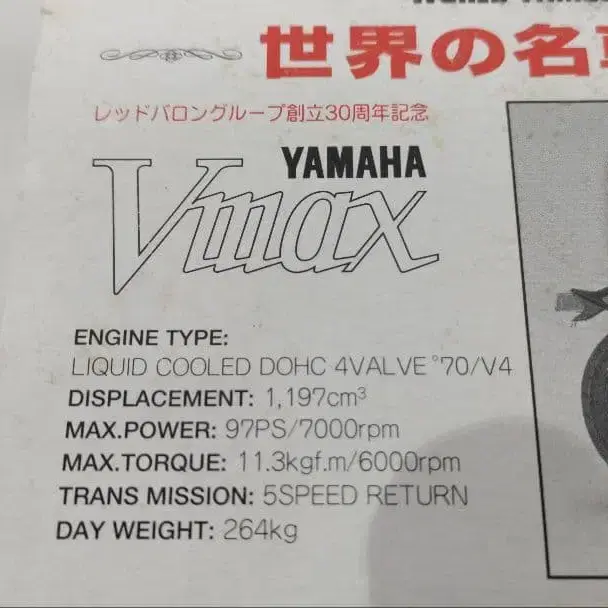 世界の名
レッドバロングループ創立30周年記念
YAMAHA
Vmax
ENGINE TYPE:
LIQUID COOLED DOHC 4VALVE °70/V4
DISPLACEMENT: 1,197cm³
MAX.POWER: 97PS/7000rpm
MAX.TORQUE: 11.3kgf.m/6000rpm
TRANS MISSION: 5SPEED RETURN
DAY WEIGHT: 264kg